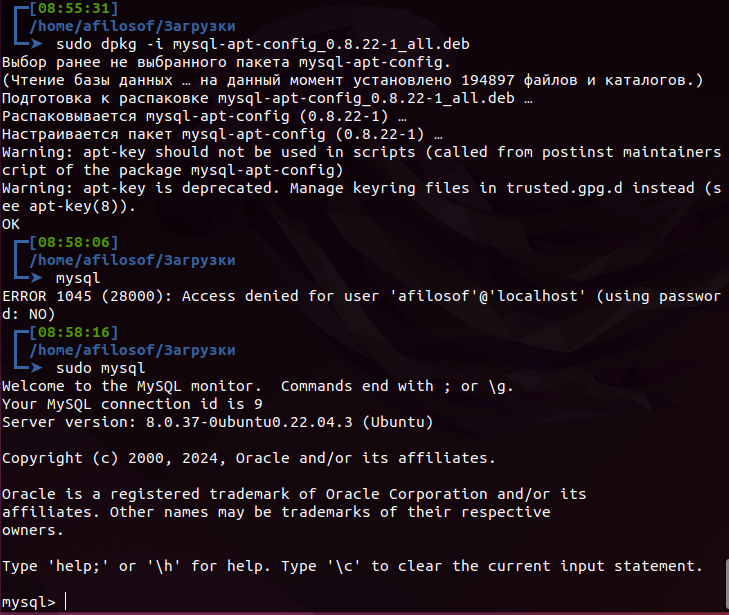 [08:55:31]
/home/afilosof/Загрузки
➤ sudo dpkg -i mysql-apt-config_0.8.22-1_all.deb
Выбор ранее не выбранного пакета mysql-apt-config.
(Чтение базы данных … на данный момент установлено 194897 файлов и каталогов.)
Подготовка к распаковке mysql-apt-config_0.8.22-1_all.deb …
Распаковывается mysql-apt-config (0.8.22-1) …
Настраивается пакет mysql-apt-config (0.8.22-1) …
Warning: apt-key should not be used in scripts (called from postinst maintainers
cript of the package mysql-apt-config)
Warning: apt-key is deprecated. Manage keyring files in trusted.gpg.d instead (s
ee apt-key(8)).
OK
[08:58:06]
/home/afilosof/Загрузки
➤ mysql
ERROR 1045 (28000): Access denied for user 'afilosof'@'localhost' (using passwor
d: NO)
[08:58:16]
/home/afilosof/Загрузки
➤ sudo mysql
Welcome to the MySQL monitor.  Commands end with ; or \g.
Your MySQL connection id is 9
Server version: 8.0.37-0ubuntu0.22.04.3 (Ubuntu)

Copyright (c) 2000, 2024, Oracle and/or its affiliates.

Oracle is a registered trademark of Oracle Corporation and/or its
affiliates. Other names may be trademarks of their respective
owners.

Type 'help;' or '\h' for help. Type '\c' to clear the current input statement.

mysql>